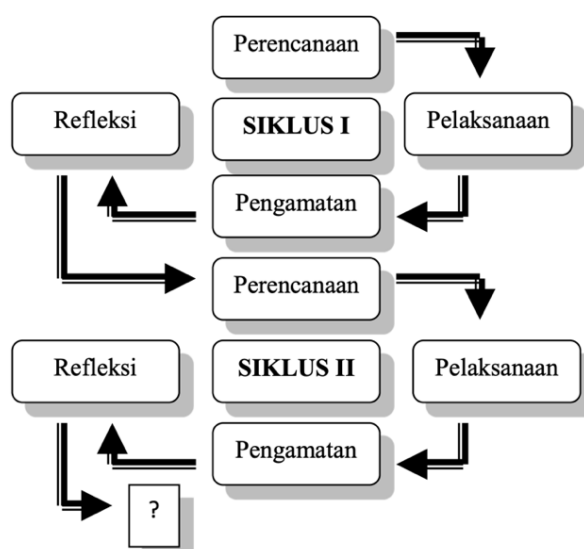 Perencanaan
Refleksi
SIKLUS I
Pelaksanaan
Pengamatan
Perencanaan
Refleksi
SIKLUS II
Pelaksanaan
Pengamatan
?